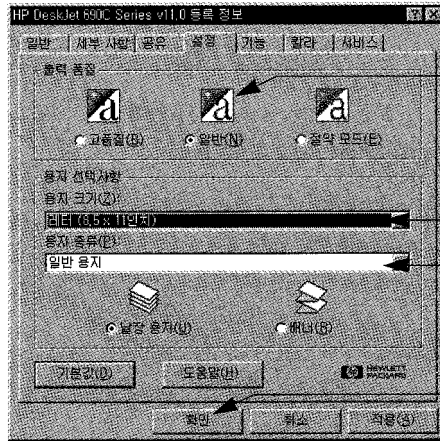 HP DeskJet 690C Series v11.0 등록 정보
일반 세부 사항 공유 설정 기능 칼라 서비스
출력 품질
고품질(B) 일반(N) 절약 모드(E)
용지 선택사항
용지 크기(Z):
레터 (8.5 x 11인치)
용지 종류(P):
일반 용지
낱장 용지(U) 배너(R)
기본값(D) 도움말(H) HEWLETT PACKARD
확인 취소 적용(A)